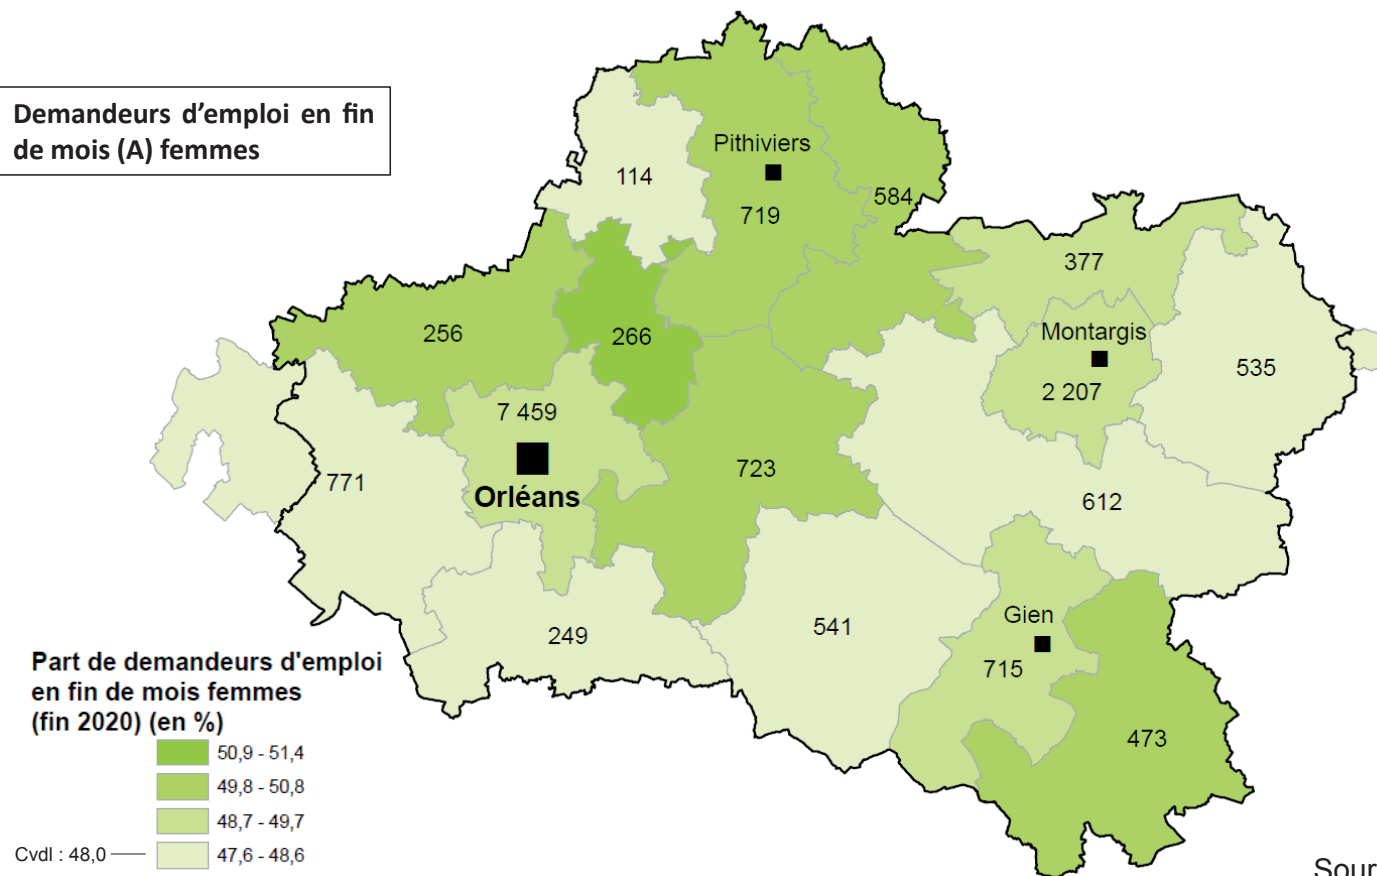 Demandeurs d'emploi en fin
de mois (A) femmes
Pithiviers
114
719
584
377
256
266
Montargis
535
2 207
7 459
Orléans
771
723
612
249
541
Gien
715
473
Part de demandeurs d'emploi
en fin de mois femmes
(fin 2020) (en %)
50,9 - 51,4
49,8 - 50,8
48,7 - 49,7
Cvdl : 48,0
47,6 - 48,6
Sour